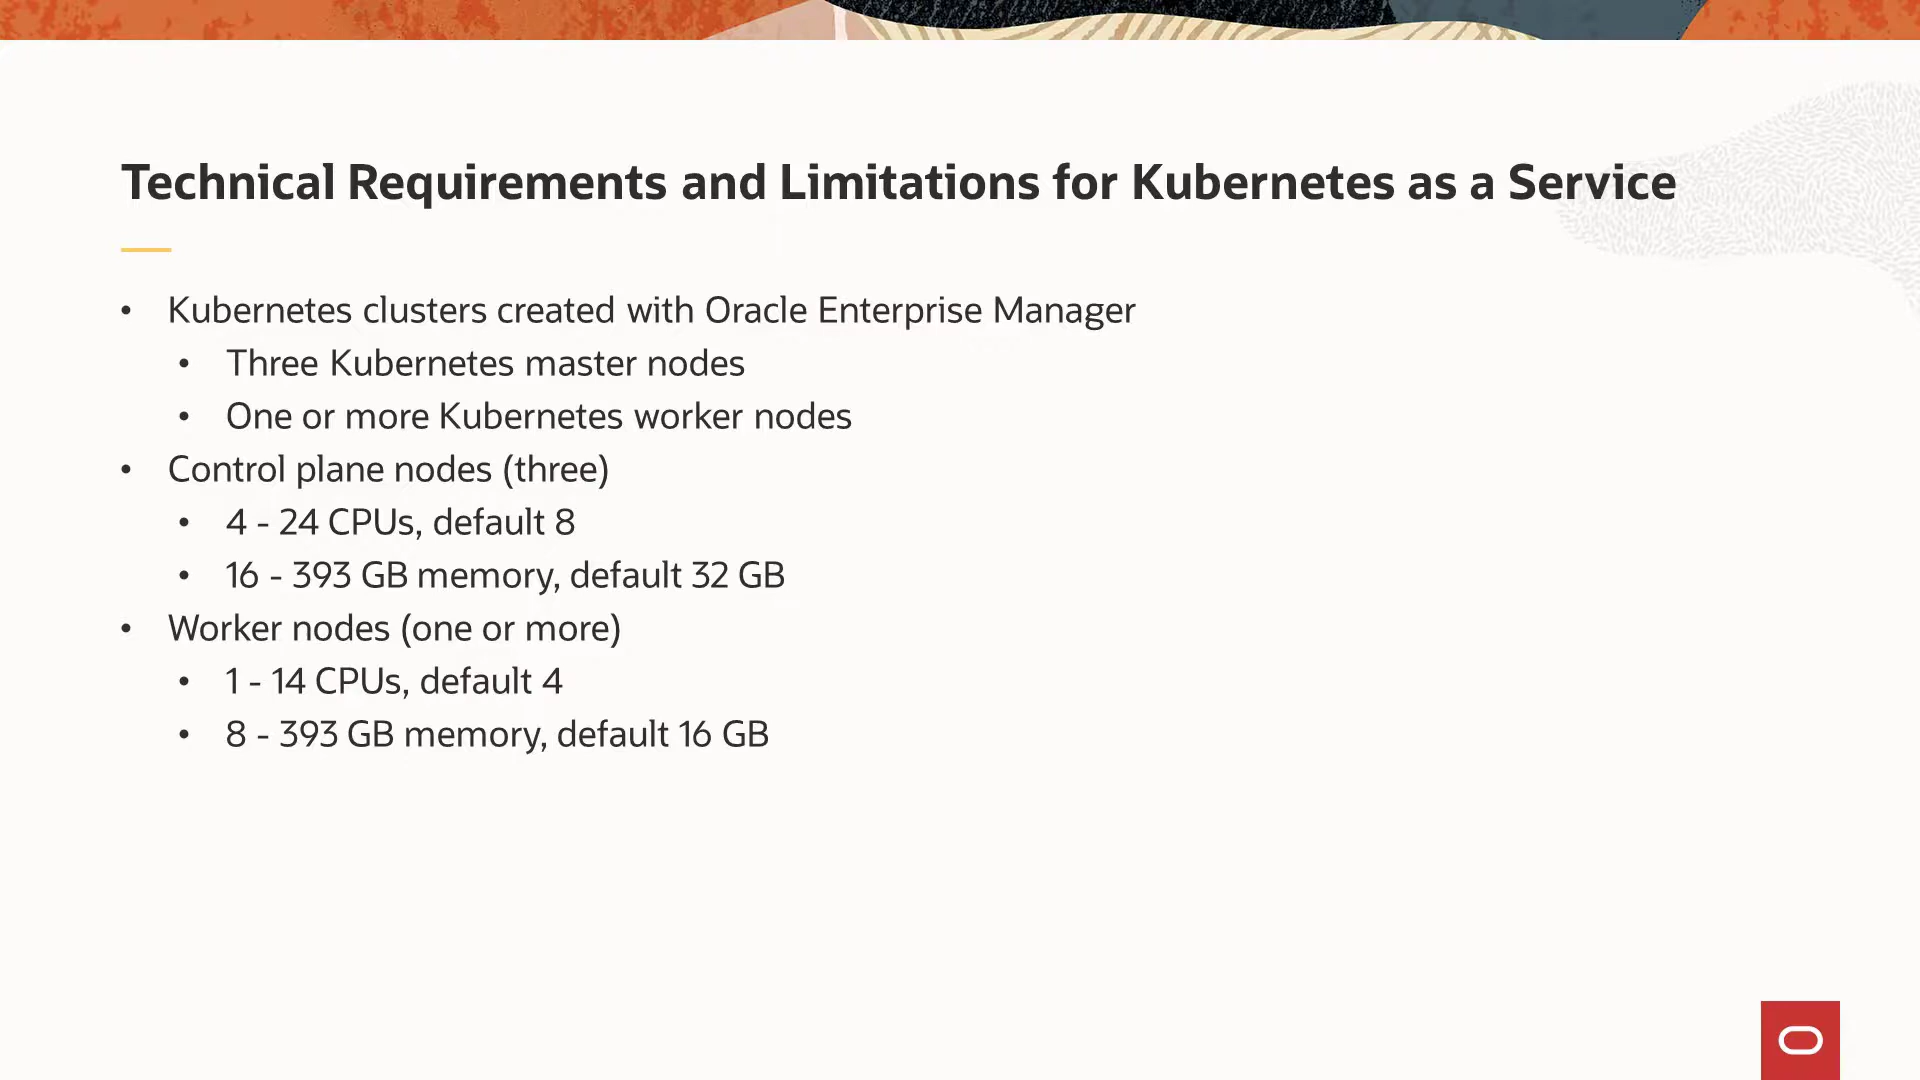 Technical Requirements and Limitations for Kubernetes as a Service
• Kubernetes clusters created with Oracle Enterprise Manager
• Three Kubernetes master nodes
• One or more Kubernetes worker nodes
• Control plane nodes (three)
• 4 - 24 CPUs, default 8
• 16 - 393 GB memory, default 32 GB
• Worker nodes (one or more)
• 1 - 14 CPUs, default 4
• 8 - 393 GB memory, default 16 GB